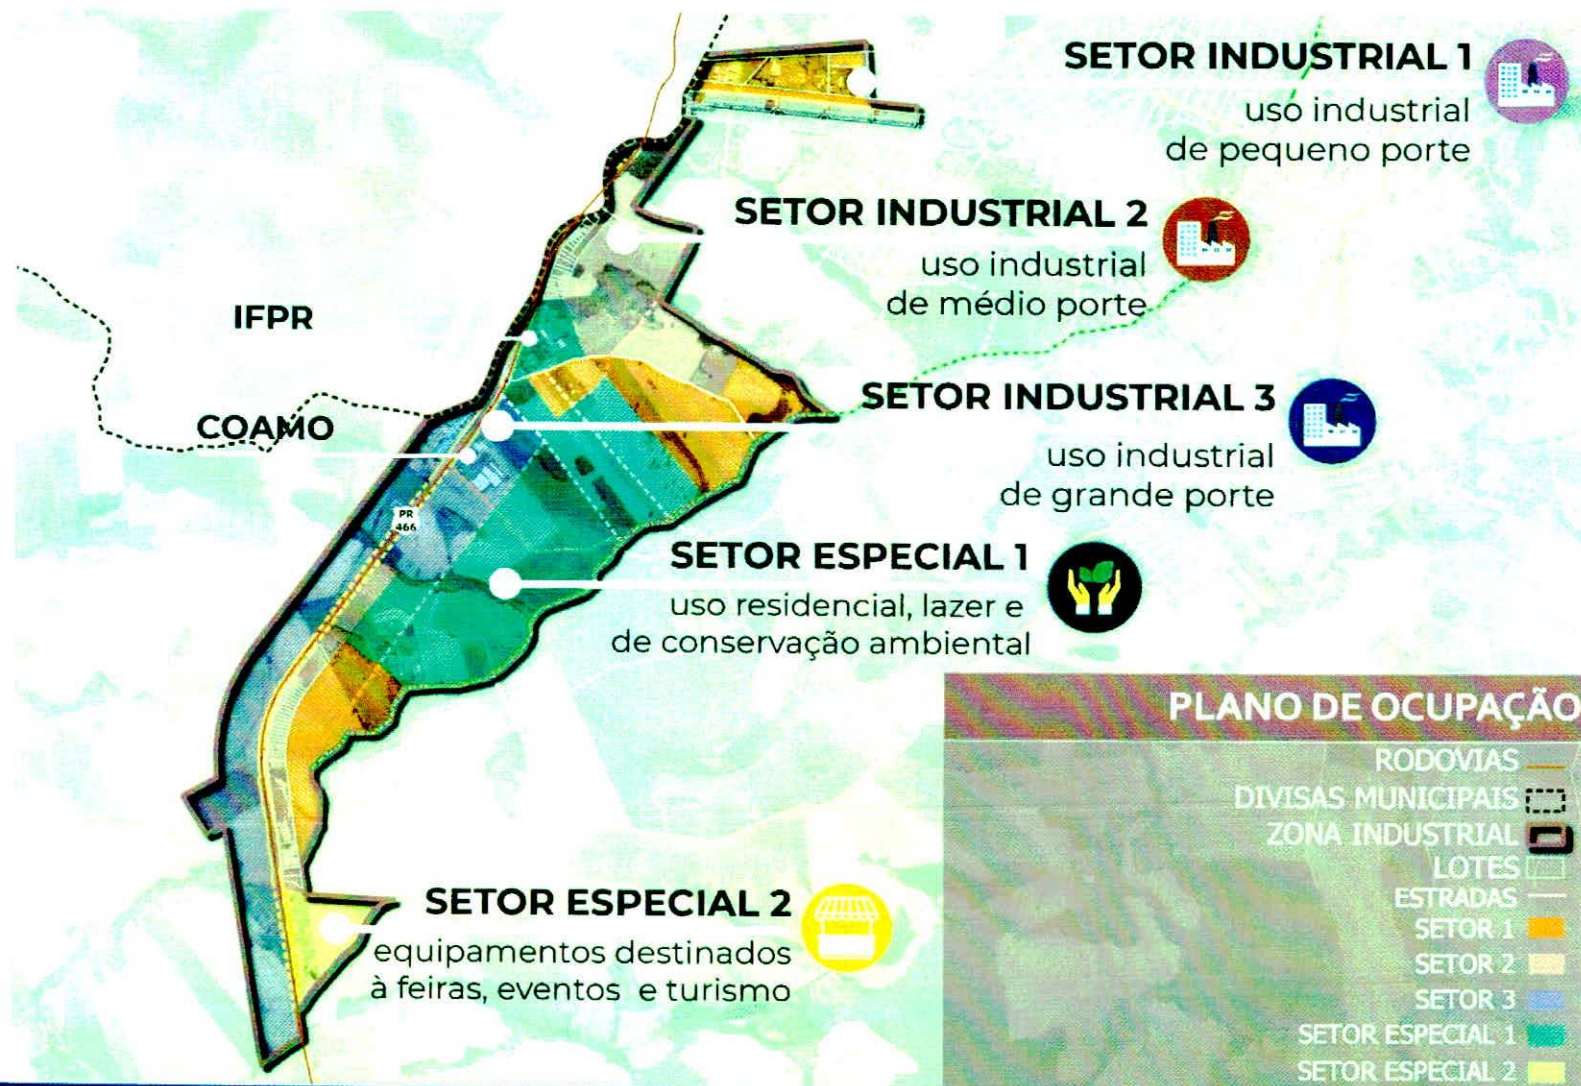 SETOR INDUSTRIAL 1
uso industrial
de pequeno porte
SETOR INDUSTRIAL 2
uso industrial
de médio porte
IFPR
SETOR INDUSTRIAL 3
COAMO
uso industrial
de grande porte
PR
466
SETOR ESPECIAL 1
uso residencial, lazer e
de conservação ambiental
PLANO DE OCUPAÇÃO
RODOVIAS
DIVISAS MUNICIPAIS
ZONA INDUSTRIAL
LOTES
ESTRADAS
SETOR 1
SETOR 2
SETOR 3
SETOR ESPECIAL 1
SETOR ESPECIAL 2
SETOR ESPECIAL 2
equipamentos destinados
à feiras, eventos e turismo